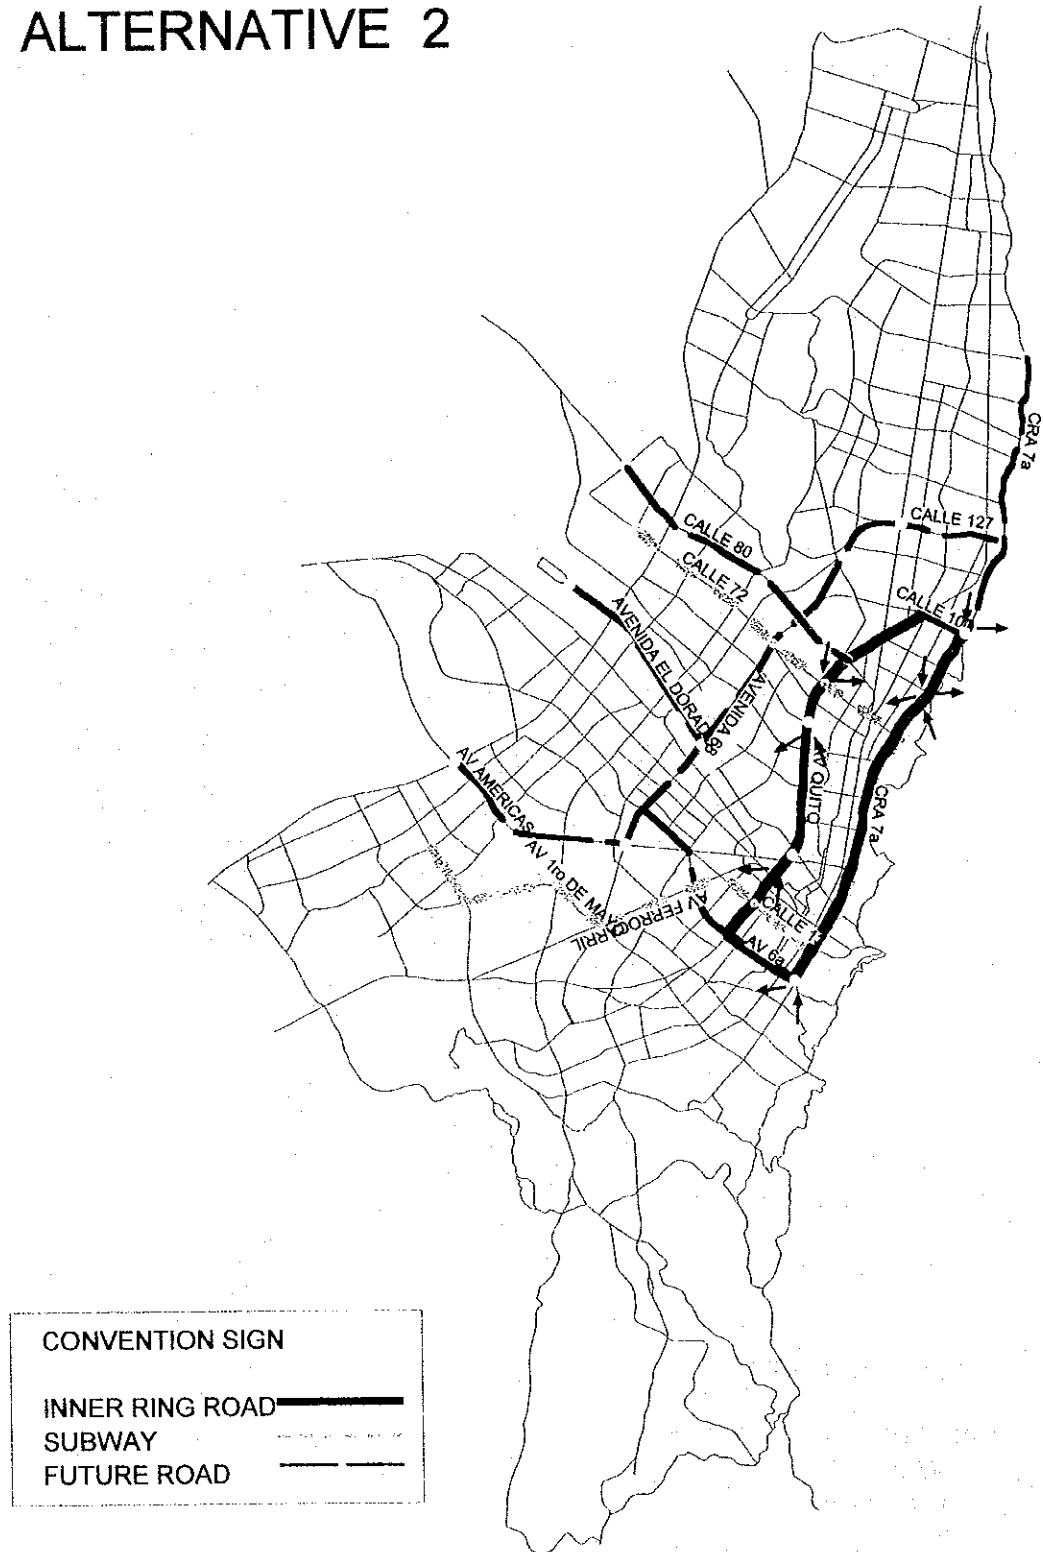 ALTERNATIVE 2
CRA 7a
CALLE 127
CALLE 80
CALLE 72
CALLE 10
AVENIDA EL DORADO
AVENIDA 68
AV QUITO
CRA 7a
AV AMERICAS
AV 1ro DE MAYO
AV FERROCARRIL
CALLE 13
AV 6a
CONVENTION SIGN
INNER RING ROAD
SUBWAY
FUTURE ROAD